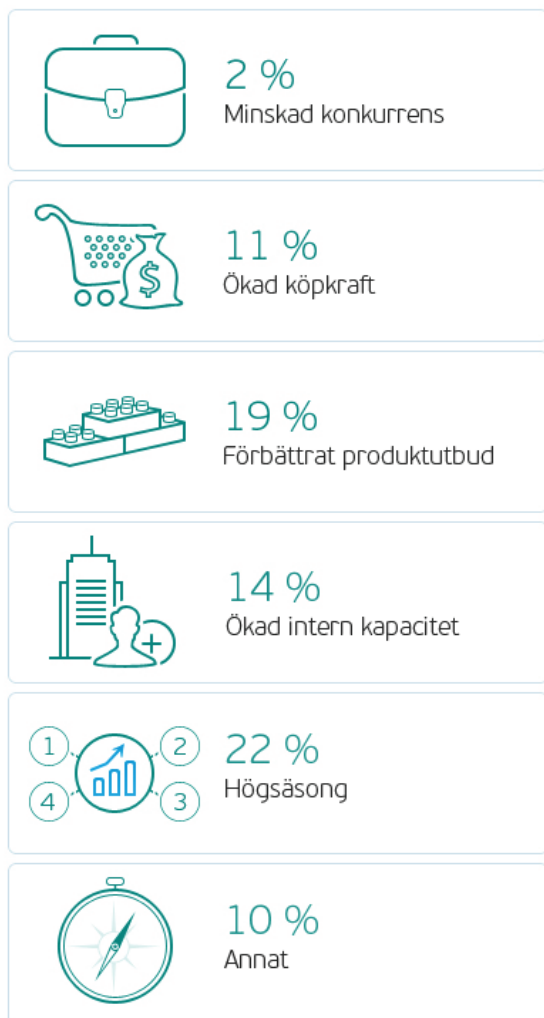 2 %
Minskad konkurrens
$
11 %
Ökad köpkraft
19 %
Förbättrat produktutbud
14 %
Ökad intern kapacitet
1
2
4
3
22 %
Högsäsong
10 %
Annat